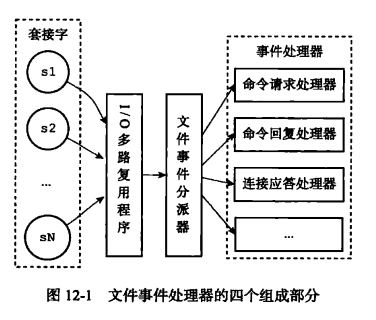 套接字
s1
s2
...
sN
I/O多路复用程序
文件事件分派器
事件处理器
命令请求处理器
命令回复处理器
连接应答处理器
...
图 12-1 文件事件处理器的四个组成部分